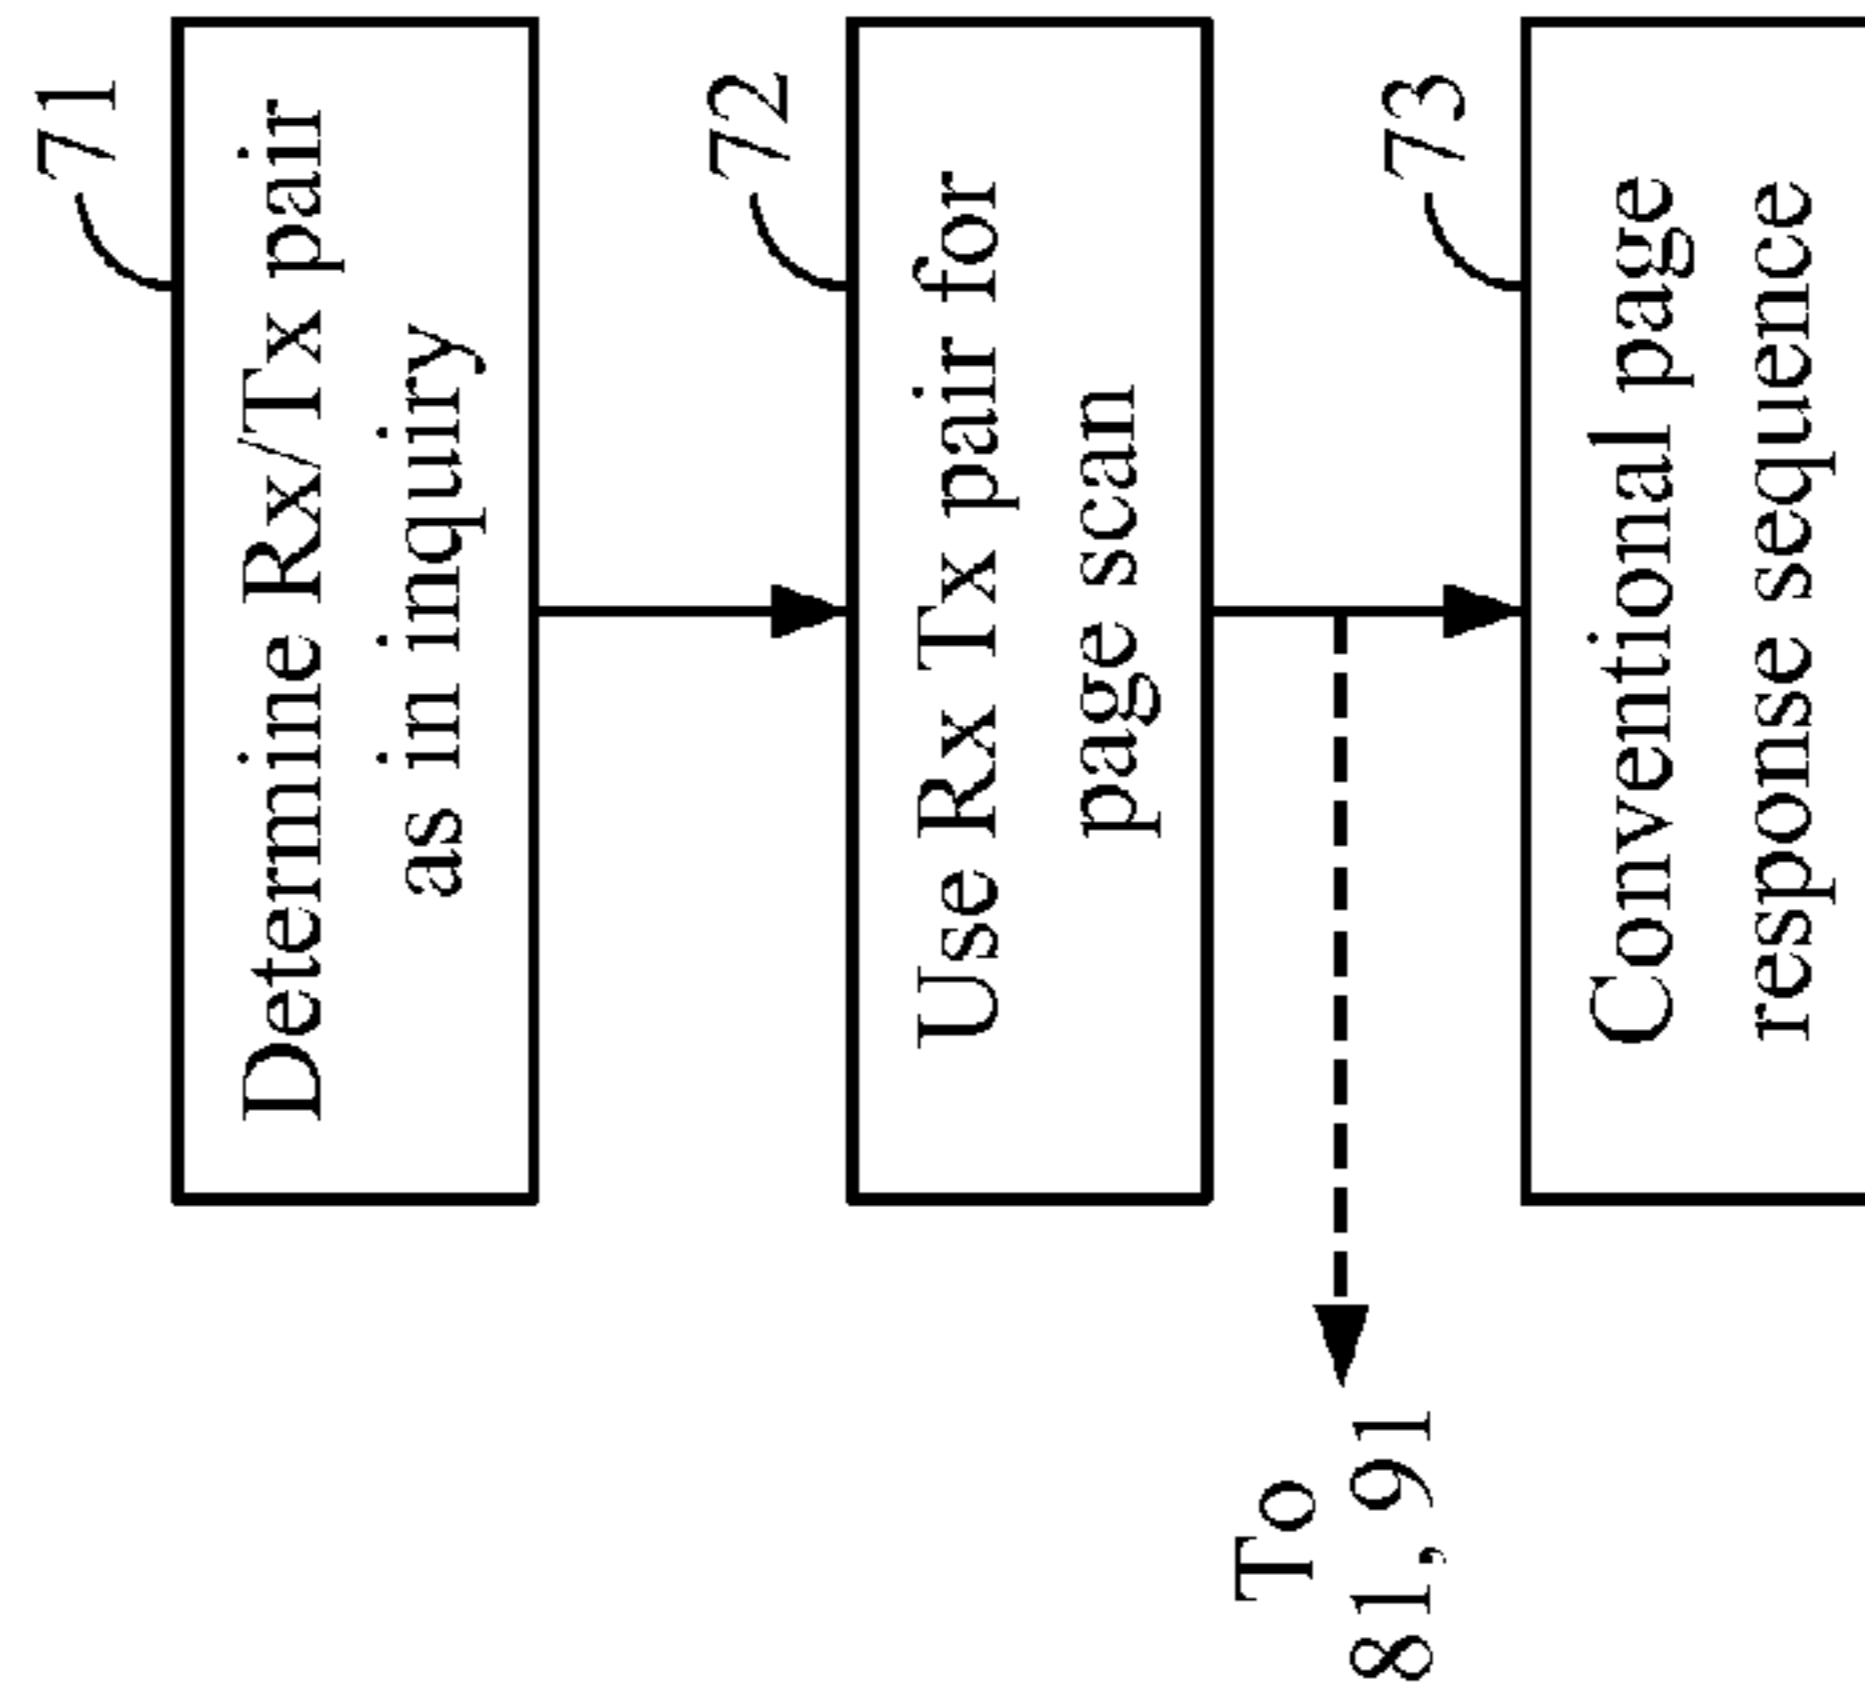 71
Determine Rx/Tx pair
as in inquiry
72
Use Rx Tx pair for
page scan
To
81, 91
73
Conventional page
response sequence